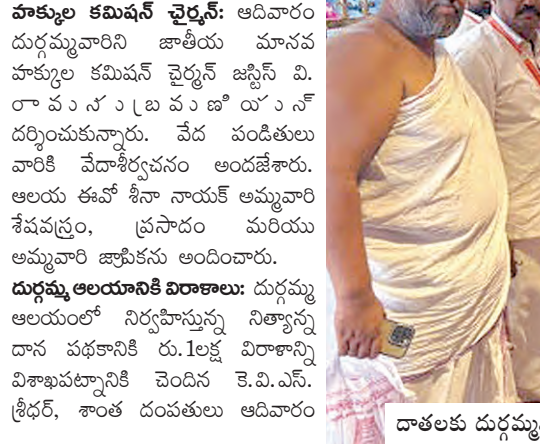 హక్కుల కమిషన్ చైర్మన్: ఆదివారం
దుర్గమ్మవారిని జాతీయ మానవ
హక్కుల కమిషన్ చైర్మన్ జస్టిస్ వి.
రామసుబ్రమణియన్
దర్శించుకున్నారు. వేద పండితులు
వారికి వేదాశీర్వచనం అందజేశారు.
ఆలయ ఈవో శీనా నాయక్ అమ్మవారి
శేషవస్త్రం, ప్రసాదం మరియు
అమ్మవారి జ్ఞాపికను అందించారు.
దుర్గమ్మ ఆలయానికి విరాళాలు: దుర్గమ్మ
ఆలయంలో నిర్వహిస్తున్న నిత్యాన్న
దాన పథకానికి రు.1లక్ష విరాళాన్ని
విశాఖపట్నానికి చెందిన కె.వి.ఎస్.
శ్రీధర్, శాంత దంపతులు ఆదివారం
దాతలకు దుర్గమ్మ